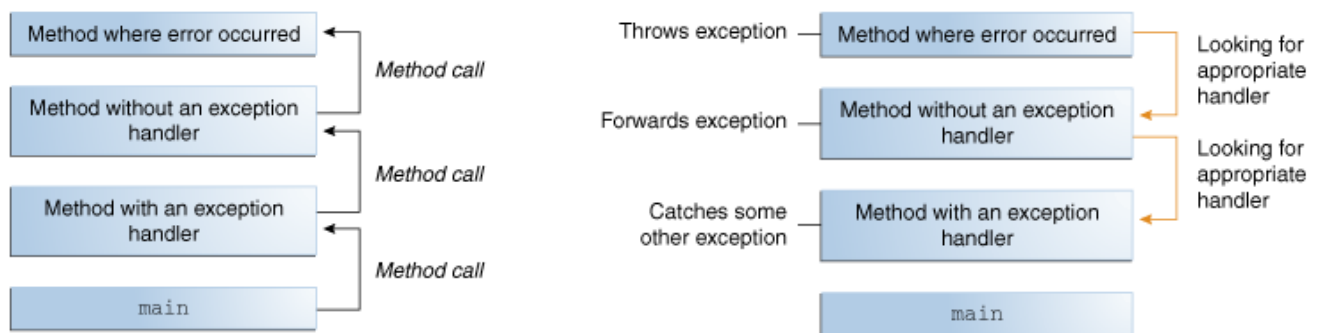 Method where error occurred
Method call
Method without an exception
handler
Method call
Method with an exception
handler
Method call
main
Throws exception
Method where error occurred
Looking for
appropriate
handler
Forwards exception
Method without an exception
handler
Looking for
appropriate
handler
Catches some
other exception
Method with an exception
handler
main